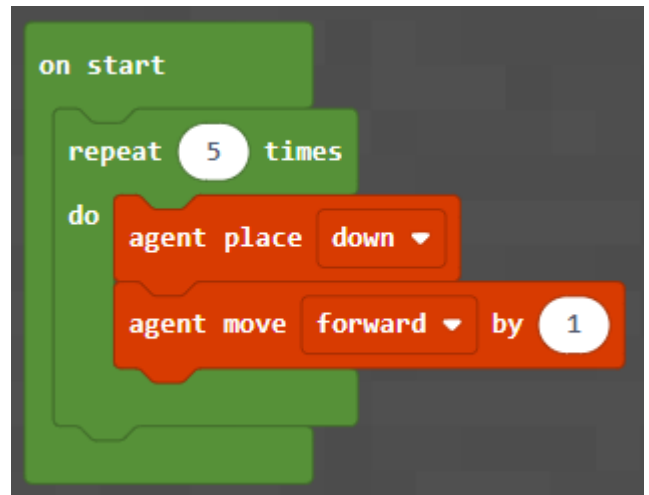 on start
repeat 5 times
do
agent place down
agent move forward by 1